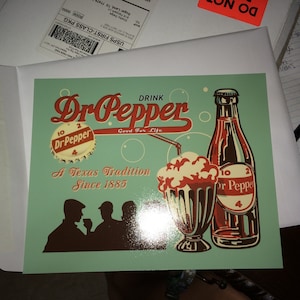 DO NOT
USPS FIRST-CLASS PKG
DRINK
Dr Pepper
Good For Life
10
2
Dr Pepper
4
A Texas Tradition
Since 1885
10 2
Dr Pepper
4